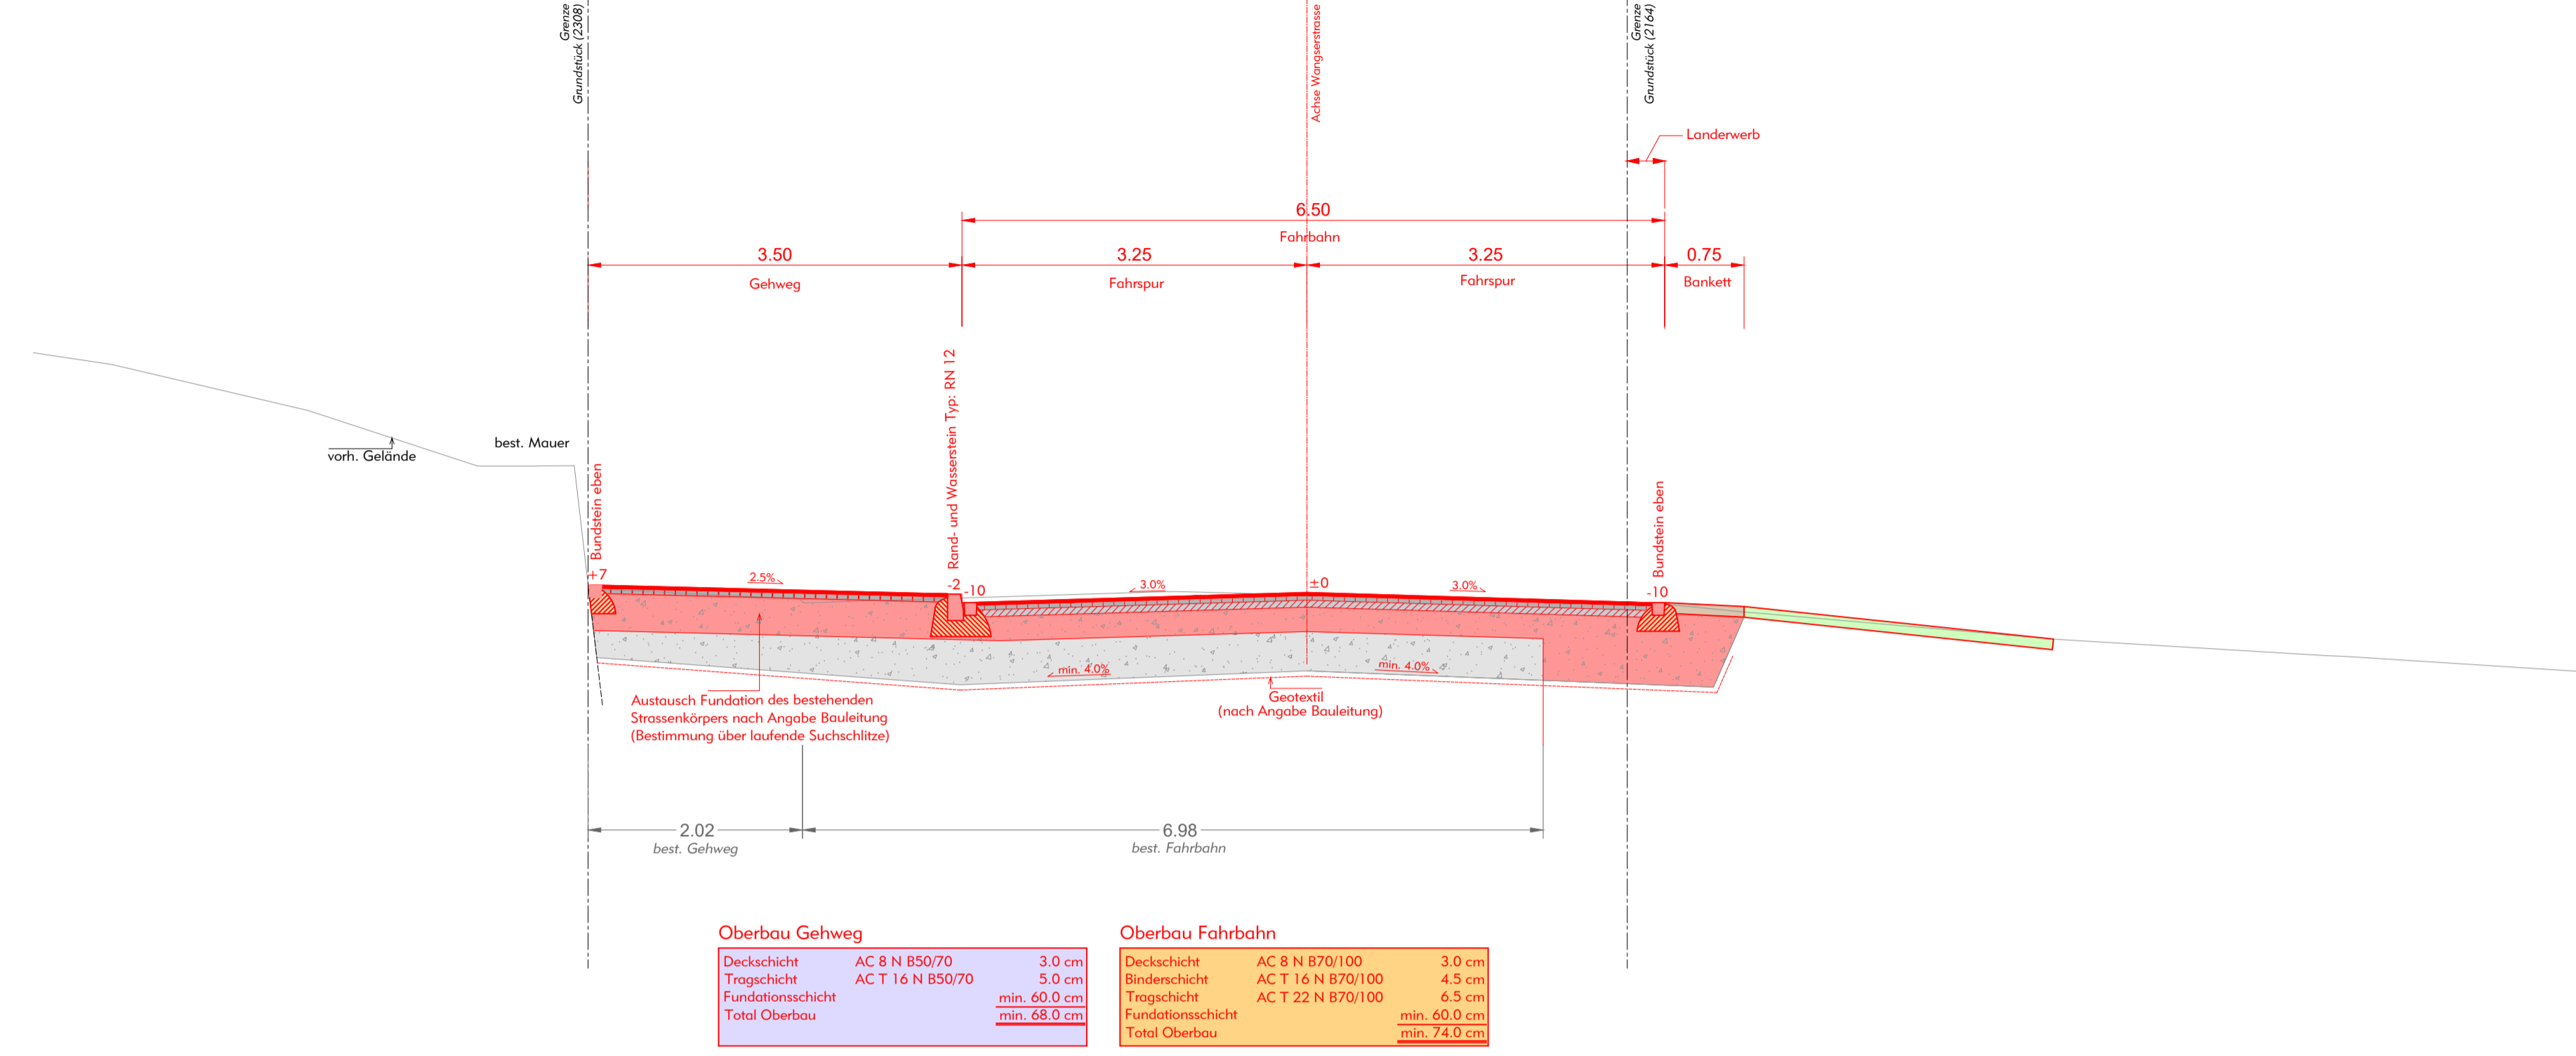 Grenze
Grundstück (2308)
Achse Wangserstrasse
Grenze
Grundstück (2164)
Landerwerb
6.50
Fahrbahn
3.50
3.25
3.25
0.75
Gehweg
Fahrspur
Fahrspur
Bankett
vorh. Gelände
best. Mauer
Bundstein eben
Rand- und Wasserstein Typ: RN 12
Bundstein eben
+7
2.5%
-2
-10
3.0%
±0
3.0%
-10
min. 4.0%
min. 4.0%
Austausch Fundation des bestehenden
Strassenkörpers nach Angabe Bauleitung
(Bestimmung über laufende Suchschlitze)
Geotextil
(nach Angabe Bauleitung)
2.02
6.98
best. Gehweg
best. Fahrbahn
Oberbau Gehweg
Deckschicht AC 8 N B50/70 3.0 cm
Tragschicht AC T 16 N B50/70 5.0 cm
Fundationsschicht min. 60.0 cm
Total Oberbau min. 68.0 cm
Oberbau Fahrbahn
Deckschicht AC 8 N B70/100 3.0 cm
Binderschicht AC T 16 N B70/100 4.5 cm
Tragschicht AC T 22 N B70/100 6.5 cm
Fundationsschicht min. 60.0 cm
Total Oberbau min. 74.0 cm